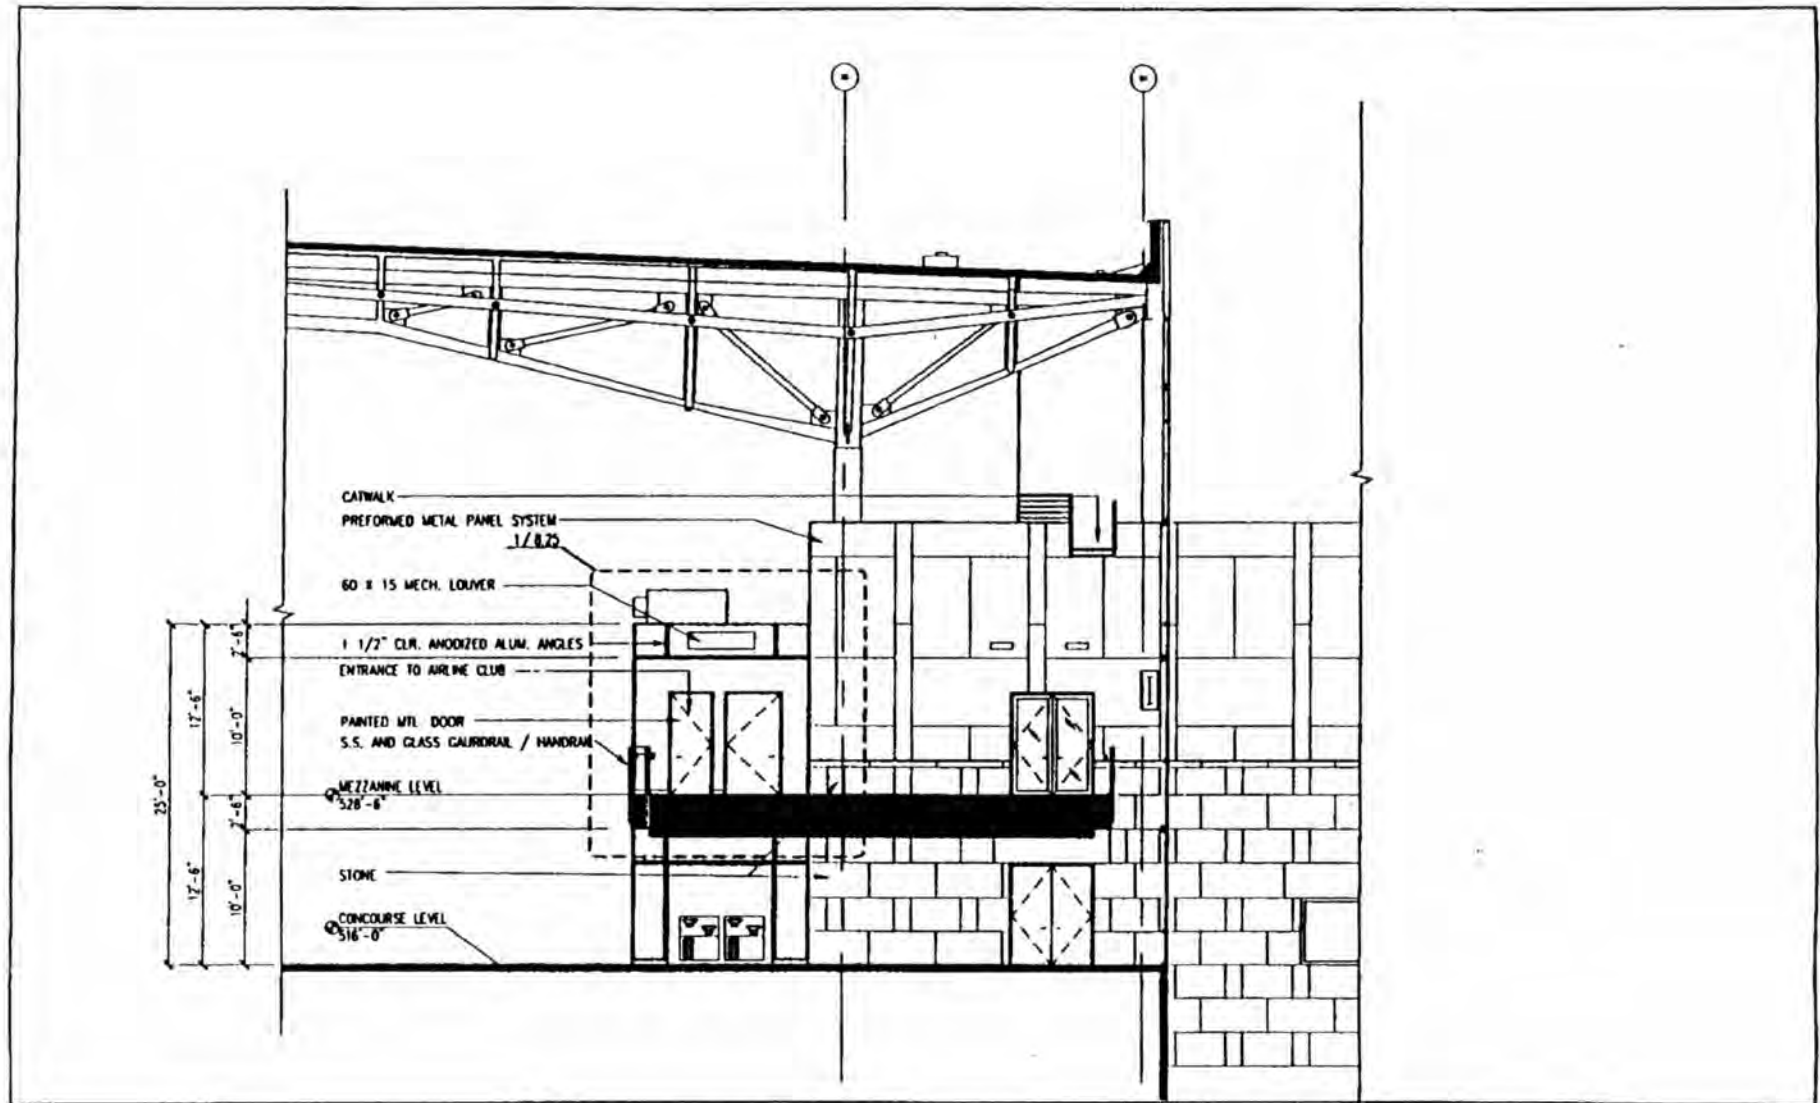 CATWALK
PREFORMED METAL PANEL SYSTEM
1/8.25
60 X 15 MECH. LOUVER
1 1/2" CLR. ANODIZED ALUM. ANGLES
ENTRANCE TO AIRLINE CLUB
PAINTED MTL. DOOR
S.S. AND GLASS GAURDRAIL / HANDRAIL
MEZZANINE LEVEL
528'-6"
STONE
CONCOURSE LEVEL
516'-0"
25'-0"
12'-6"
12'-6"
2'-6"
10'-0"
2'-6"
10'-0"